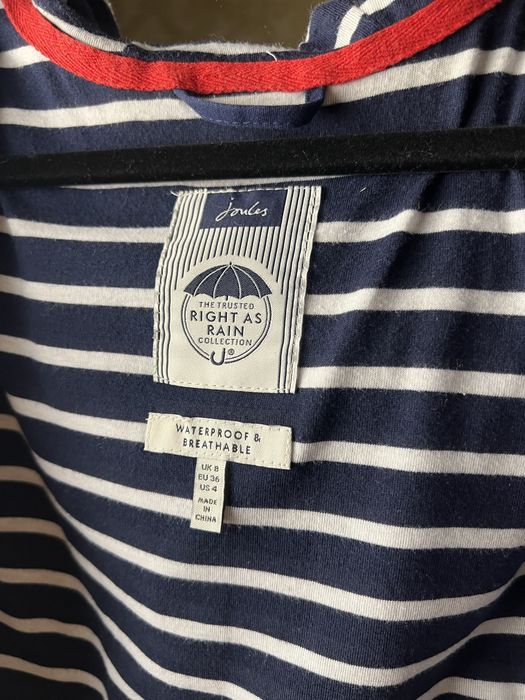 Joules
THE TRUSTED
RIGHT AS
RAIN
COLLECTION
®
WATERPROOF &
BREATHABLE
UK 8
EU 36
US 4
MADE
IN
CHINA